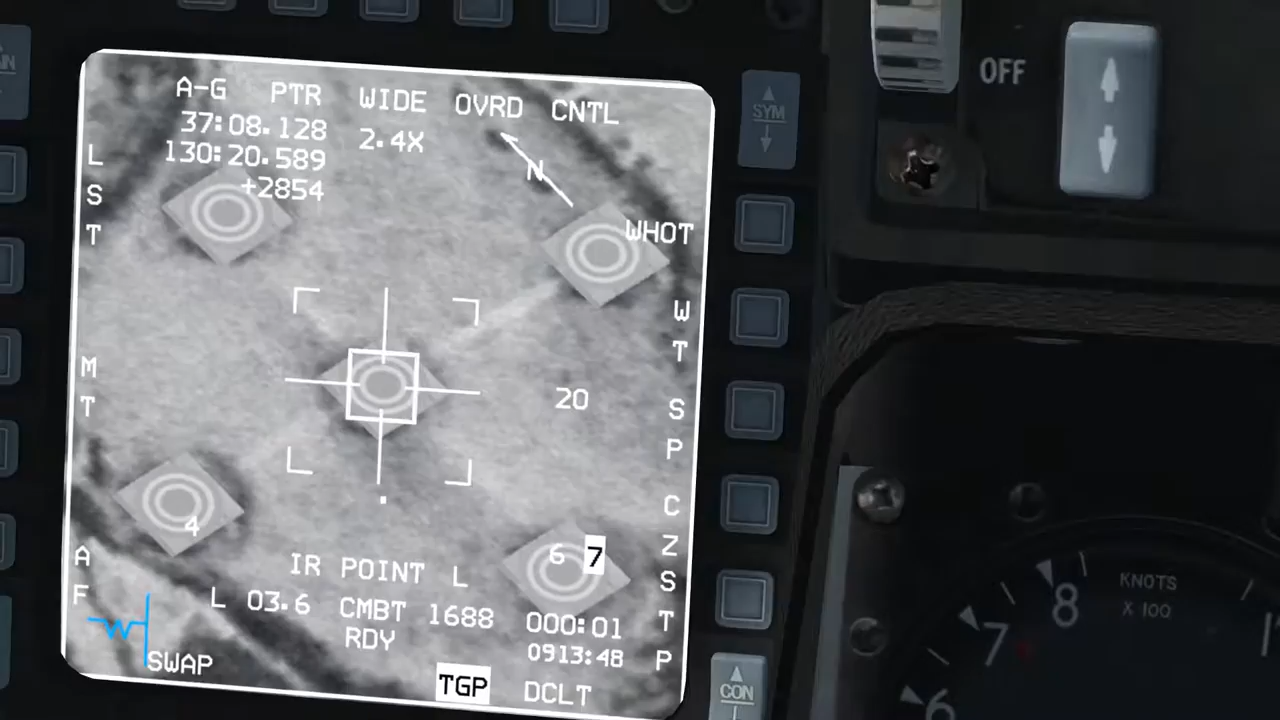 A-G PTR WIDE OVRD CNTL
37:08.128 2.4X
130:20.589
+2854
N
WHOT
L
S
T
W
T
S
P
20
M
T
C
Z
4
6 7
A
F
S
T
P
IR POINT L
L 03.6 CMBT 1688 000:01
RDY 0913:48
SWAP TGP DCLT
SYM
CON
OFF
KNOTS
X 100
8
7
6